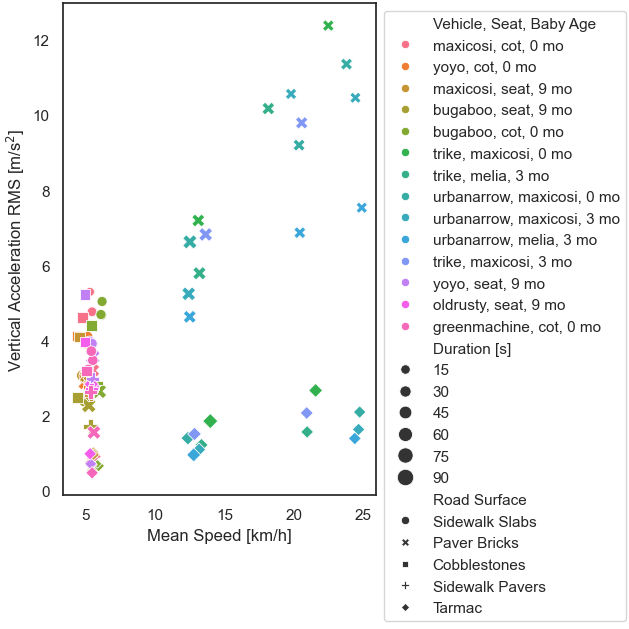 12
10
8
6
4
2
0
Vertical Acceleration RMS [m/s²]
5
10
15
20
25
Mean Speed [km/h]
Vehicle, Seat, Baby Age
maxicosi, cot, 0 mo
yoyo, cot, 0 mo
maxicosi, seat, 9 mo
bugaboo, seat, 9 mo
bugaboo, cot, 0 mo
trike, maxicosi, 0 mo
trike, melia, 3 mo
urbanarrow, maxicosi, 0 mo
urbanarrow, maxicosi, 3 mo
urbanarrow, melia, 3 mo
trike, maxicosi, 3 mo
yoyo, seat, 9 mo
oldrusty, seat, 9 mo
greenmachine, cot, 0 mo
Duration [s]
15
30
45
60
75
90
Road Surface
Sidewalk Slabs
Paver Bricks
Cobblestones
Sidewalk Pavers
Tarmac